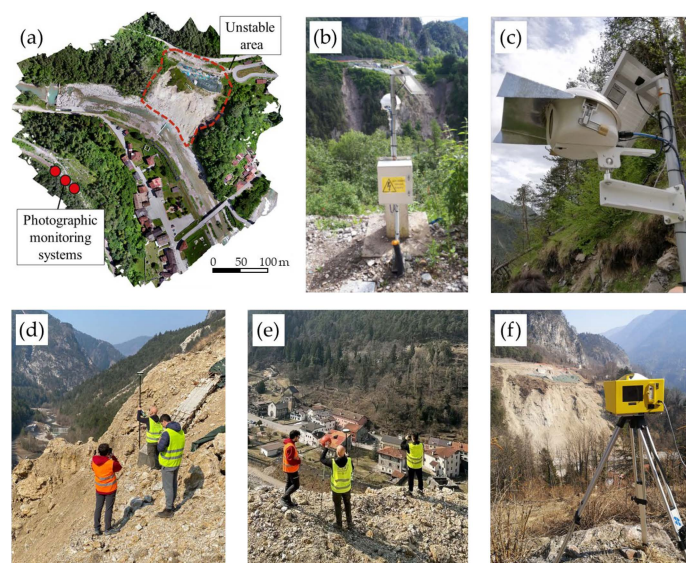 (a)
Unstable
area
Photographic
monitoring
systems
0
50
100 m
(b)
(c)
(d)
(e)
(f)